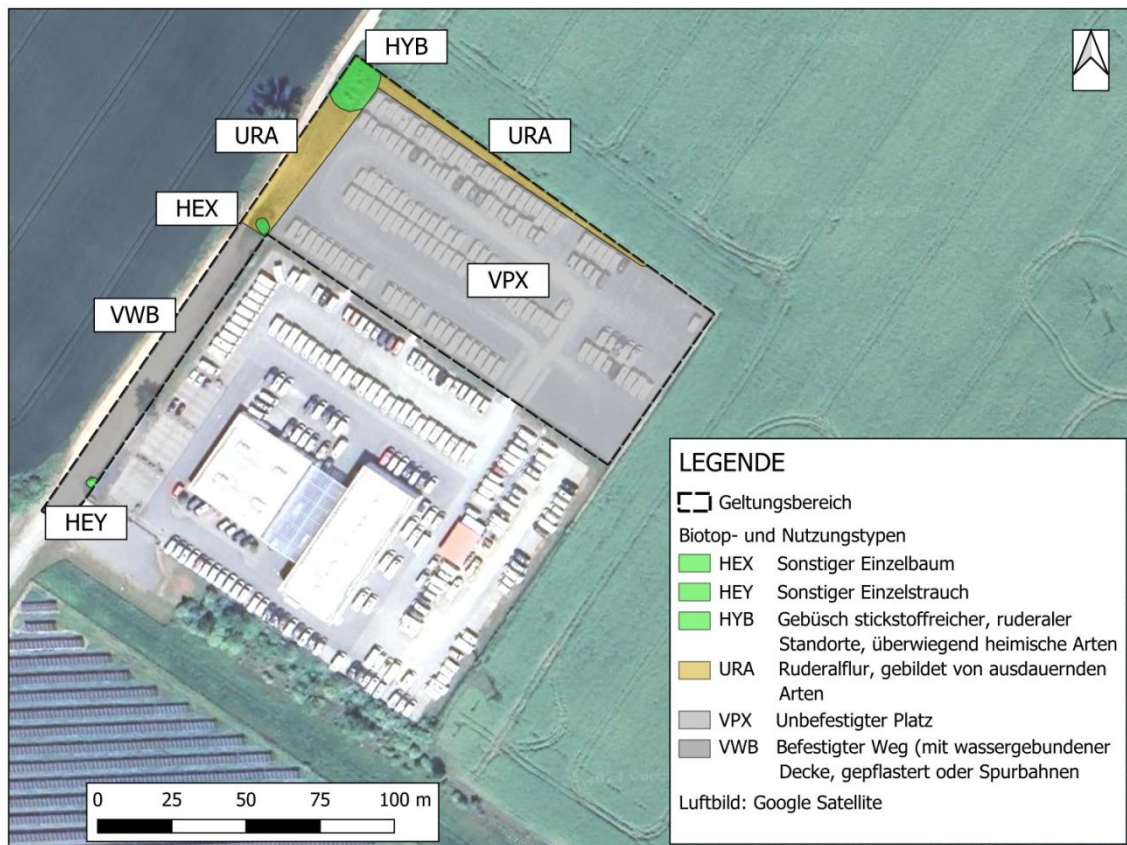 HYB
URA
URA
HEX
VPX
VWB
HEY
LEGENDE
Geltungsbereich
Biotop- und Nutzungstypen
HEX Sonstiger Einzelbaum
HEY Sonstiger Einzelstrauch
HYB Gebüsch stickstoffreicher, ruderaler
Standorte, überwiegend heimische Arten
URA Ruderalflur, gebildet von ausdauernden
Arten
VPX Unbefestigter Platz
VWB Befestigter Weg (mit wassergebundener
Decke, gepflastert oder Spurbahnen
Luftbild: Google Satellite
0 25 50 75 100 m